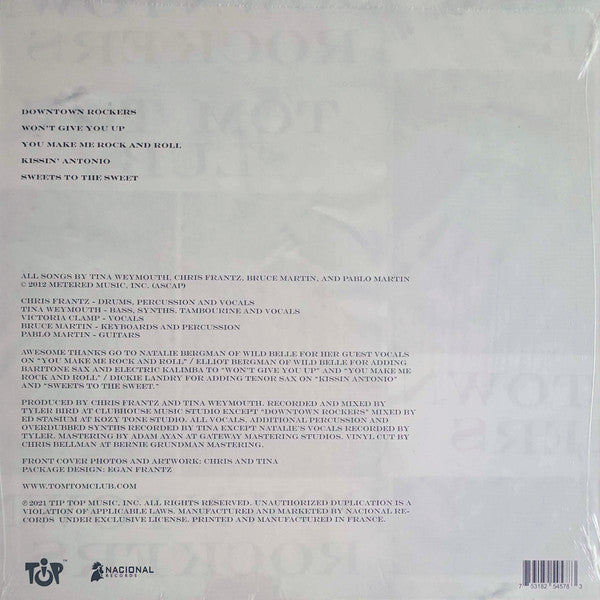 DOWNTOWN ROCKERS
WON'T GIVE YOU UP
YOU MAKE ME ROCK AND ROLL
KISSIN' ANTONIO
SWEETS TO THE SWEET
ALL SONGS BY TINA WEYMOUTH, CHRIS FRANTZ, BRUCE MARTIN, AND PABLO MARTIN
© 2012 METERED MUSIC, INC. (ASCAP)
CHRIS FRANTZ - DRUMS, PERCUSSION AND VOCALS
TINA WEYMOUTH - BASS, SYNTHS, TAMBOURINE AND VOCALS
VICTORIA CLAMP - VOCALS
BRUCE MARTIN - KEYBOARDS AND PERCUSSION
PABLO MARTIN - GUITARS
AWESOME THANKS GO TO NATALIE BERGMAN OF WILD BELLE FOR HER GUEST VOCALS
ON "YOU MAKE ME ROCK AND ROLL" / ELLIOT BERGMAN OF WILD BELLE FOR ADDING
BARITONE SAX AND ELECTRIC KALIMBA TO "WON'T GIVE YOU UP" AND "YOU MAKE ME
ROCK AND ROLL" / DICKIE LANDRY FOR ADDING TENOR SAX ON "KISSIN ANTONIO"
AND "SWEETS TO THE SWEET."
PRODUCED BY CHRIS FRANTZ AND TINA WEYMOUTH. RECORDED AND MIXED BY
TYLER BIRD AT CLUBHOUSE MUSIC STUDIO EXCEPT "DOWNTOWN ROCKERS" MIXED BY
ED STASIUM AT KOZY TONE STUDIO. ALL VOCALS, ADDITIONAL PERCUSSION AND
OVERDUBBED SYNTHS RECORDED BY TINA EXCEPT NATALIE'S VOCALS RECORDED BY
TYLER. MASTERING BY ADAM AYAN AT GATEWAY MASTERING STUDIOS. VINYL CUT BY
CHRIS BELLMAN AT BERNIE GRUNDMAN MASTERING.
FRONT COVER PHOTOS AND ARTWORK: CHRIS AND TINA
PACKAGE DESIGN: EGAN FRANTZ
WWW.TOMTOMCLUB.COM
℗ 2021 TIP TOP MUSIC, INC. ALL RIGHTS RESERVED. UNAUTHORIZED DUPLICATION IS A
VIOLATION OF APPLICABLE LAWS. MANUFACTURED AND MARKETED BY NACIONAL RE-
CORDS UNDER EXCLUSIVE LICENSE. PRINTED AND MANUFACTURED IN FRANCE.
TIP TOP ™
NACIONAL
RECORDS
7 53182 54578 3